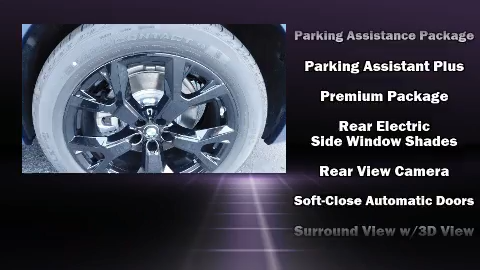 Parking Assistance Package
Parking Assistant Plus
Premium Package
Rear Electric
Side Window Shades
Rear View Camera
Soft-Close Automatic Doors
Surround View w/3D View